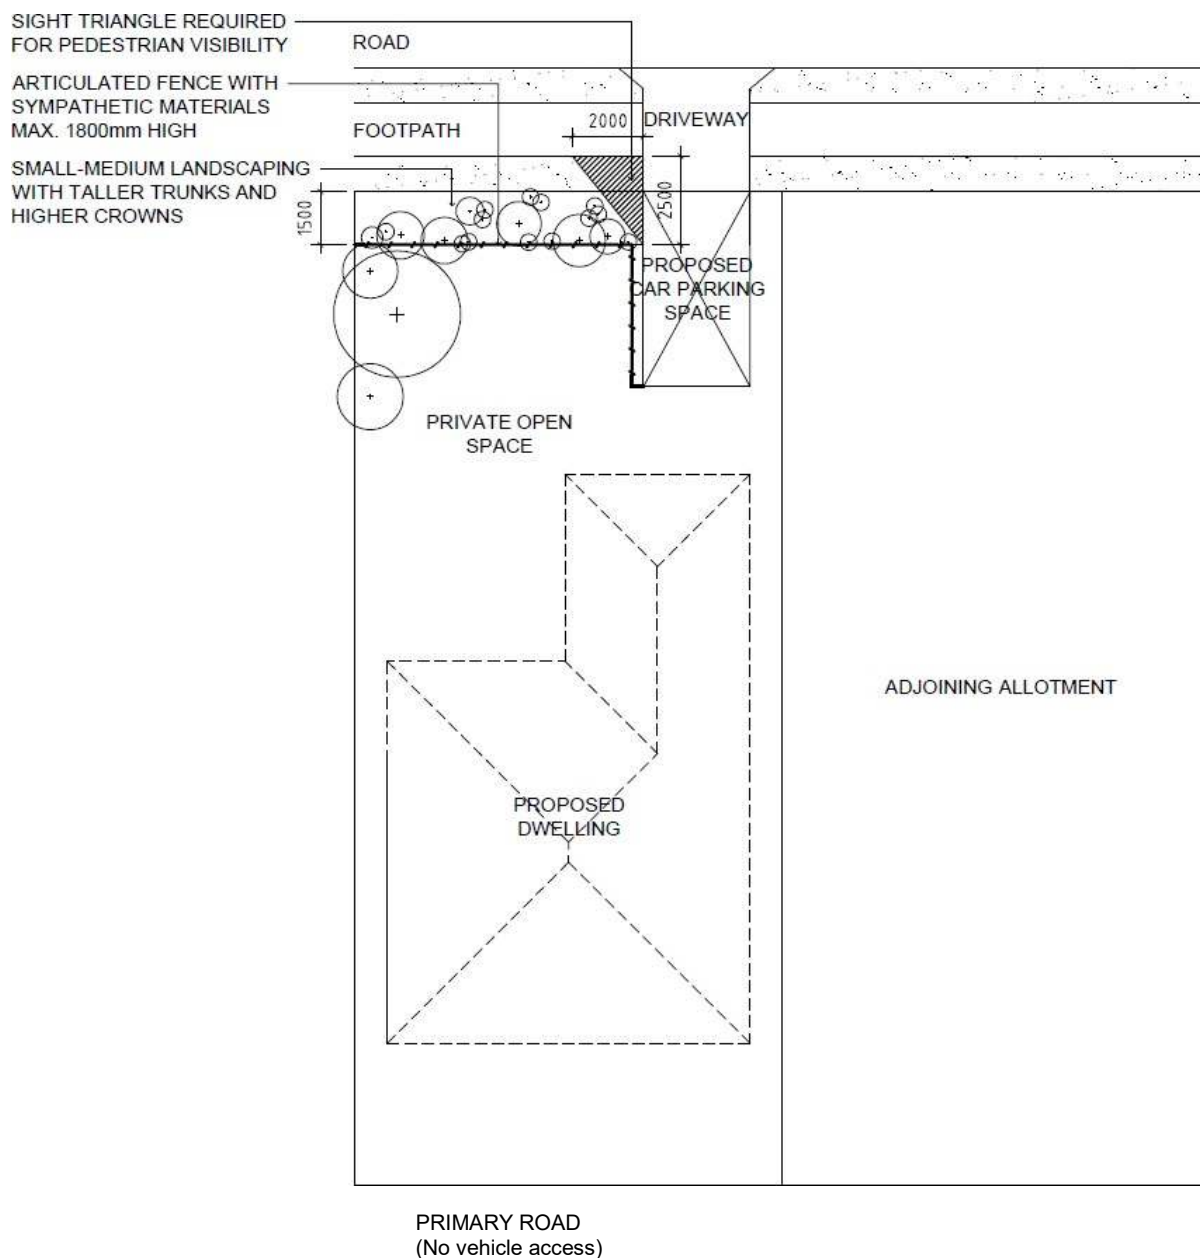 SIGHT TRIANGLE REQUIRED
FOR PEDESTRIAN VISIBILITY
ROAD
ARTICULATED FENCE WITH
SYMPATHETIC MATERIALS
MAX. 1800mm HIGH
2000
DRIVEWAY
FOOTPATH
SMALL-MEDIUM LANDSCAPING
WITH TALLER TRUNKS AND
HIGHER CROWNS
1500
2500
PROPOSED
CAR PARKING
SPACE
PRIVATE OPEN
SPACE
ADJOINING ALLOTMENT
PROPOSED
DWELLING
PRIMARY ROAD
(No vehicle access)